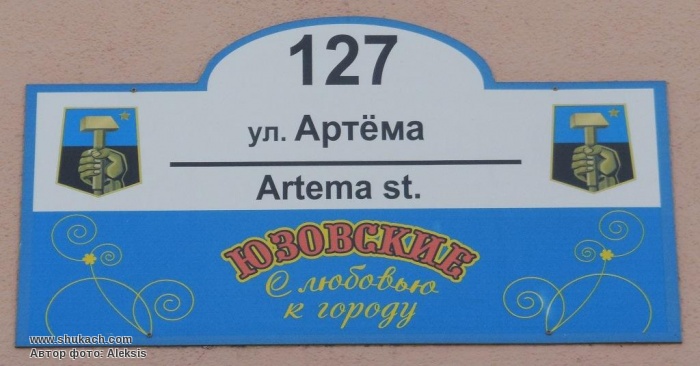 127
ул. Артёма
Artema st.
ЮЗОВСКИЕ
С любовью
к городу
www.shukach.com
Автор фото: Aleksis